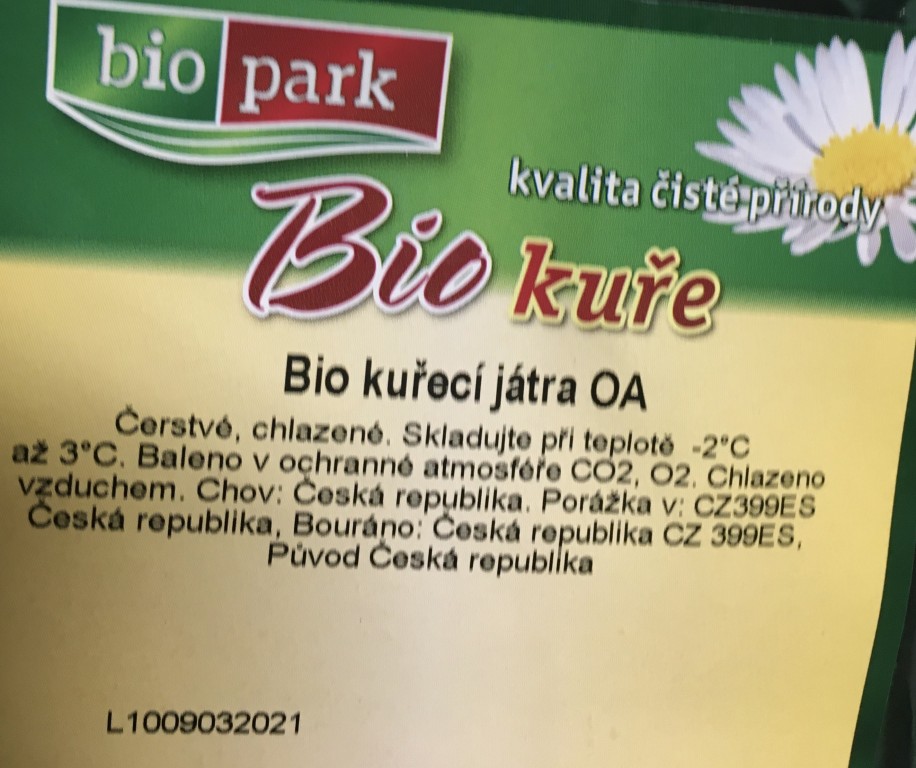 bio park
kvalita čisté přírody
Bio kuře
Bio kuřecí játra OA
Čerstvé, chlazené. Skladujte při teplotě -2°C
až 3°C. Baleno v ochranné atmosféře CO2, O2. Chlazeno
vzduchem. Chov: Česká republika. Porážka v: CZ399ES
Česká republika, Bouráno: Česká republika CZ 399ES,
Původ Česká republika
L1009032021